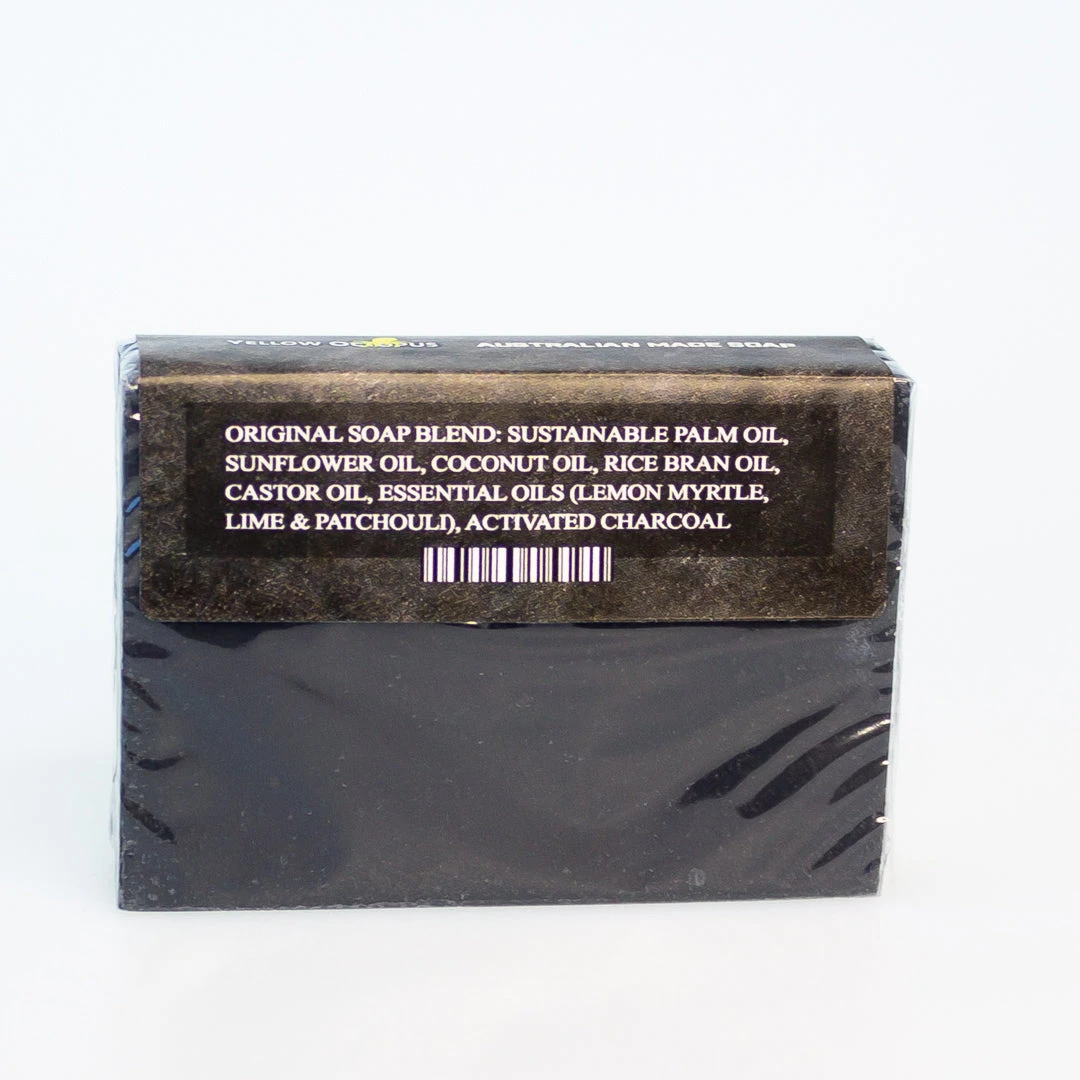 YELLOW OCTOPUS AUSTRALIAN MADE SOAP
ORIGINAL SOAP BLEND: SUSTAINABLE PALM OIL,
SUNFLOWER OIL, COCONUT OIL, RICE BRAN OIL,
CASTOR OIL, ESSENTIAL OILS (LEMON MYRTLE,
LIME & PATCHOULI), ACTIVATED CHARCOAL